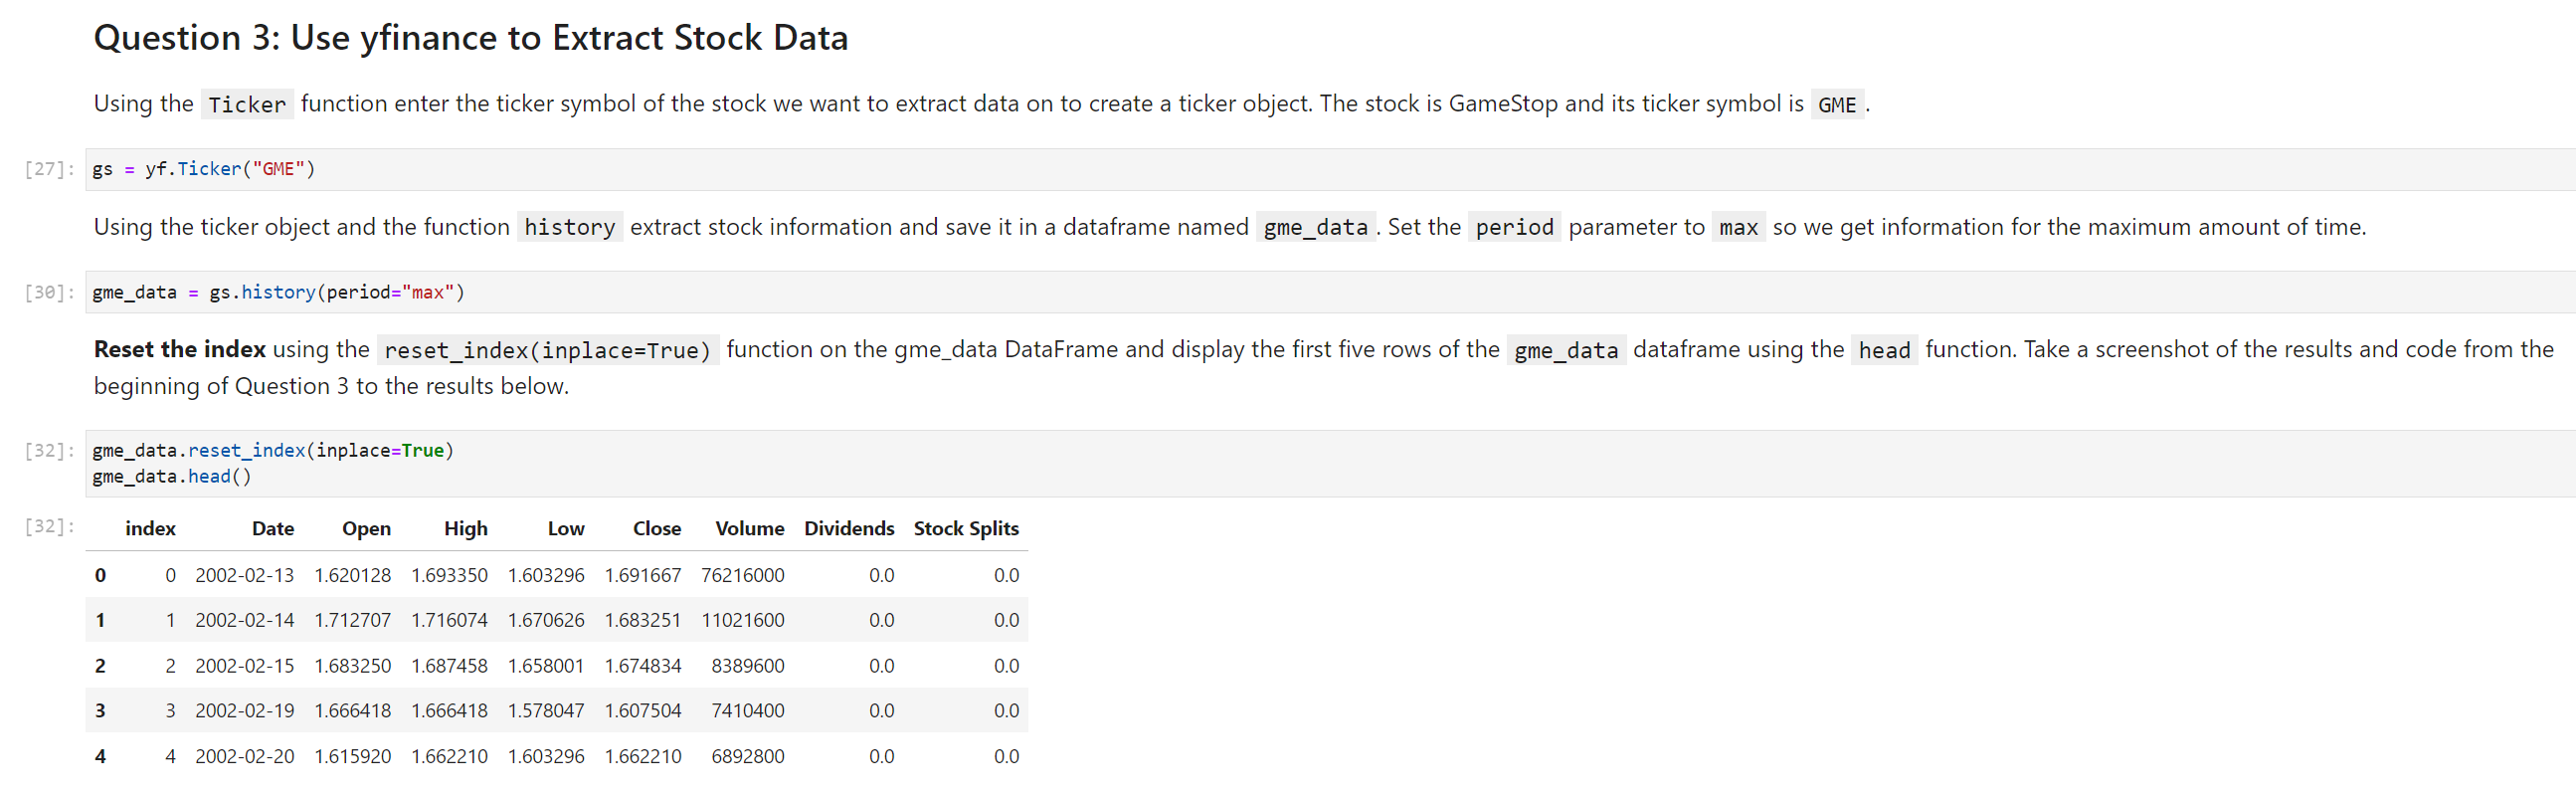 Question 3: Use yfinance to Extract Stock Data
Using the Ticker function enter the ticker symbol of the stock we want to extract data on to create a ticker object. The stock is GameStop and its ticker symbol is GME .
[27]: gs = yf.Ticker("GME")
Using the ticker object and the function history extract stock information and save it in a dataframe named gme_data . Set the period parameter to max so we get information for the maximum amount of time.
[30]: gme_data = gs.history(period="max")
Reset the index using the reset_index(inplace=True) function on the gme_data DataFrame and display the first five rows of the gme_data dataframe using the head function. Take a screenshot of the results and code from the
beginning of Question 3 to the results below.
[32]: gme_data.reset_index(inplace=True)
gme_data.head()
[32]: index Date Open High Low Close Volume Dividends Stock Splits
0 0 2002-02-13 1.620128 1.693350 1.603296 1.691667 76216000 0.0 0.0
1 1 2002-02-14 1.712707 1.716074 1.670626 1.683251 11021600 0.0 0.0
2 2 2002-02-15 1.683250 1.687458 1.658001 1.674834 8389600 0.0 0.0
3 3 2002-02-19 1.666418 1.666418 1.578047 1.607504 7410400 0.0 0.0
4 4 2002-02-20 1.615920 1.662210 1.603296 1.662210 6892800 0.0 0.0